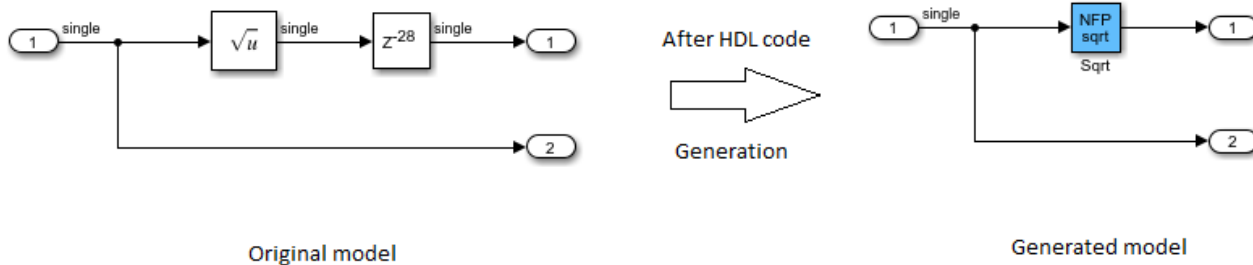 single
single
single
1
√u
Z-28
1
2
After HDL code
Generation
single
1
NFP
sqrt
Sqrt
1
2
Original model
Generated model